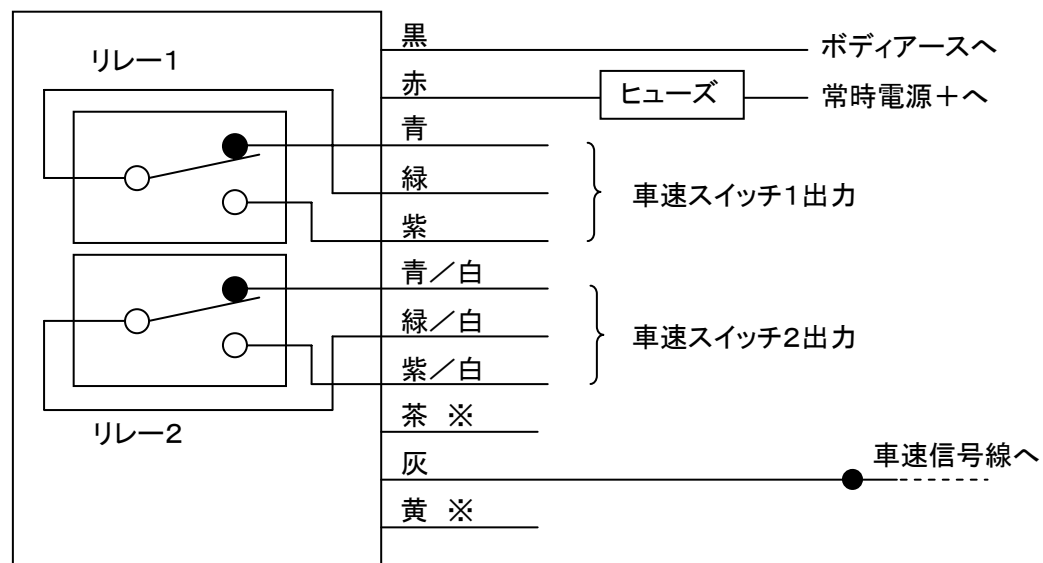 リレー1
黒
ボディアースへ
赤
ヒューズ
常時電源＋へ
青
緑
車速スイッチ1出力
紫
青／白
緑／白
車速スイッチ2出力
紫／白
リレー2
茶 ※
灰
車速信号線へ
黄 ※